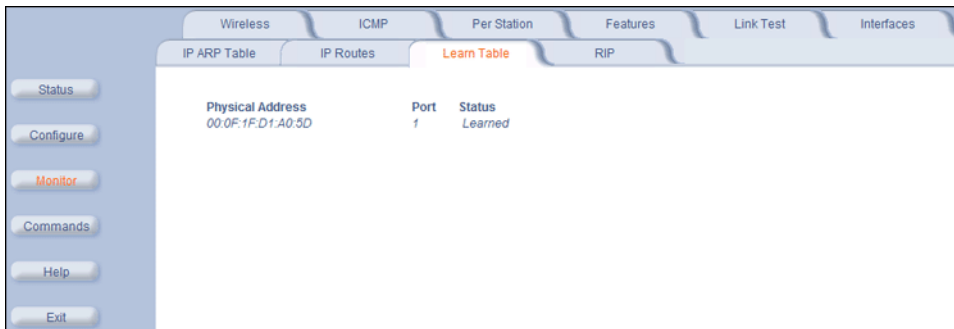 Wireless ICMP Per Station Features Link Test Interfaces
IP ARP Table IP Routes Learn Table RIP
Status
Configure
Monitor
Commands
Help
Exit
Physical Address Port Status
00:0F:1F:D1:A0:5D 1 Learned